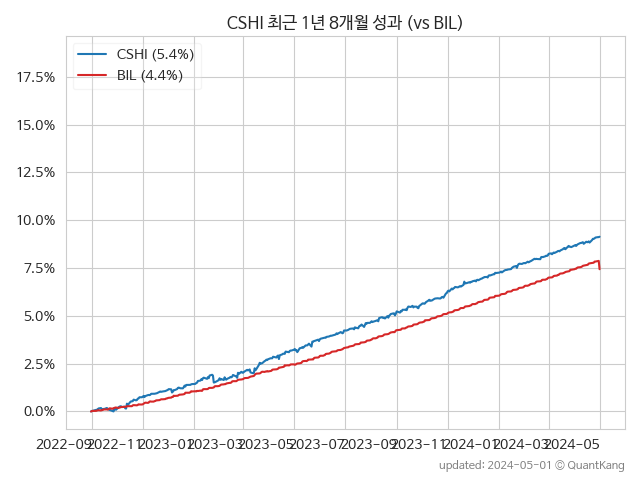 CSHI 최근 1년 8개월 성과 (vs BIL)
CSHI (5.4%)
BIL (4.4%)
17.5%
15.0%
12.5%
10.0%
7.5%
5.0%
2.5%
0.0%
2022-09 2022-11 2023-01 2023-03 2023-05 2023-07 2023-09 2023-11 2024-01 2024-03 2024-05
updated: 2024-05-01 © QuantKang